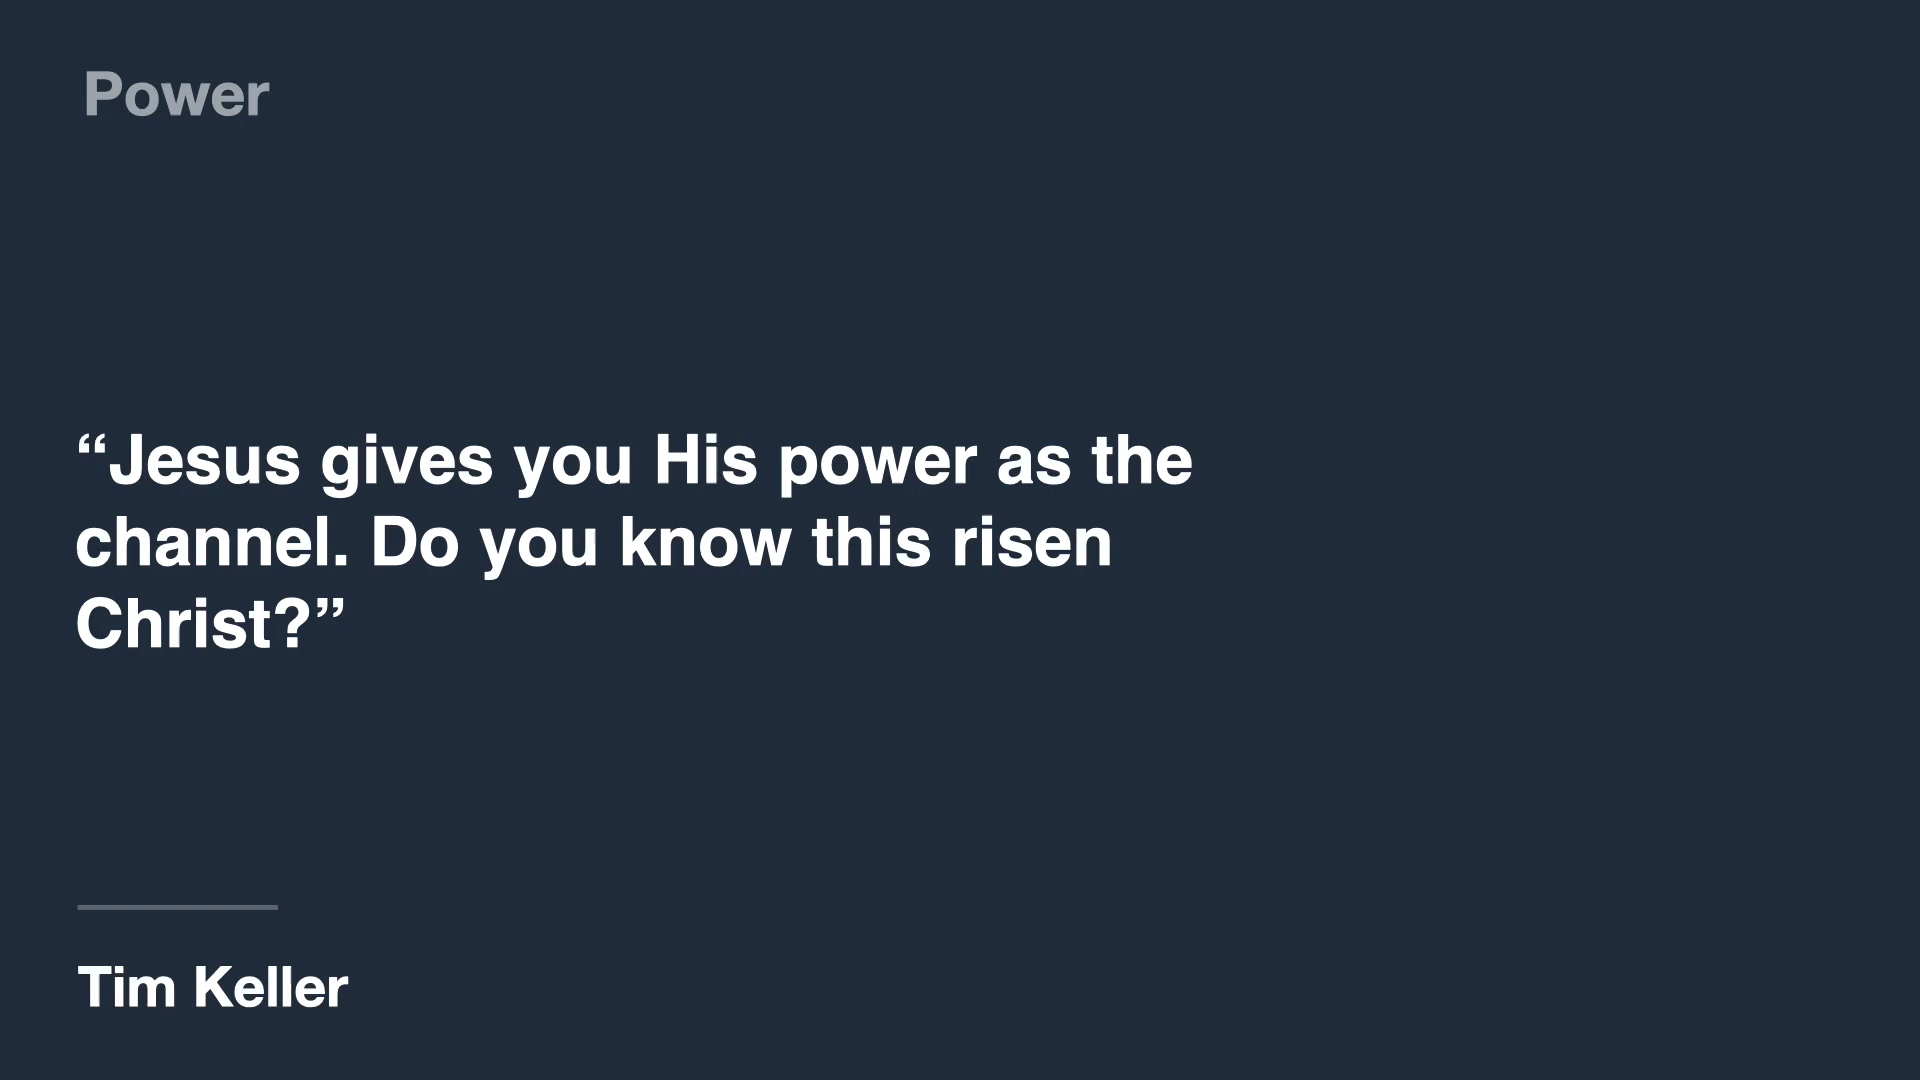 Power
“Jesus gives you His power as the
channel. Do you know this risen
Christ?”
Tim Keller